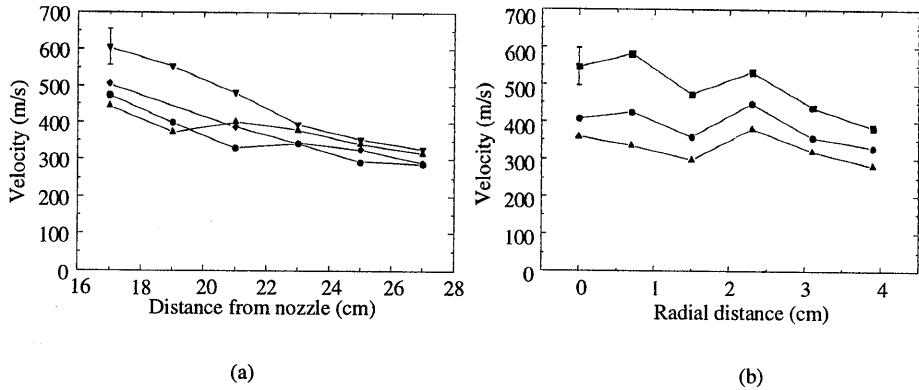 700
600
500
400
300
200
100
0
Velocity (m/s)
16 18 20 22 24 26 28
Distance from nozzle (cm)
(a)
700
600
500
400
300
200
100
0
Velocity (m/s)
0 1 2 3 4
Radial distance (cm)
(b)